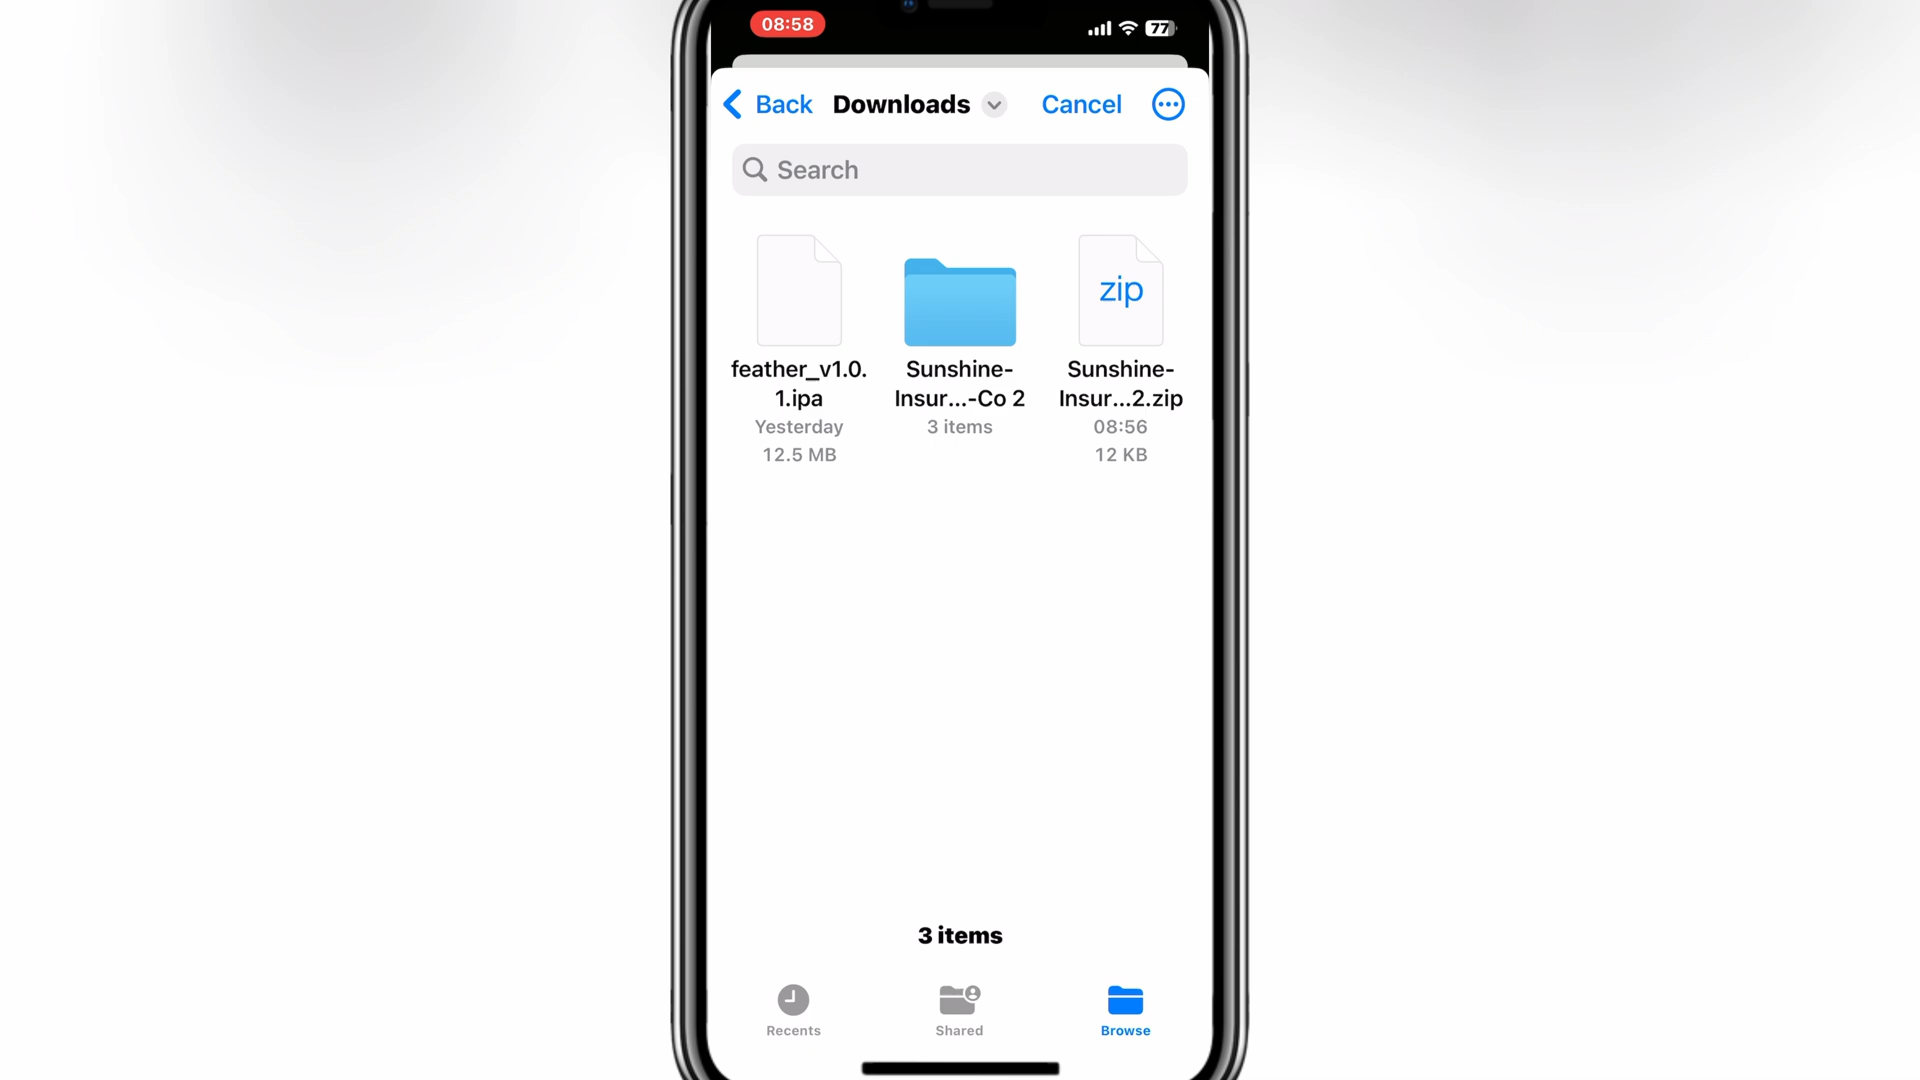 08:58
77
Back Downloads Cancel
Search
zip
feather_v1.0.
1.ipa
Yesterday
12.5 MB
Sunshine-
Insur...-Co 2
3 items
Sunshine-
Insur...2.zip
08:56
12 KB
3 items
Recents
Shared
Browse